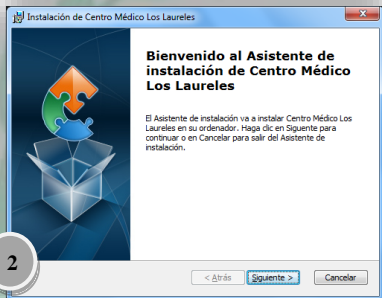 Instalación de Centro Médico Los Laureles
Bienvenido al Asistente de
instalación de Centro Médico
Los Laureles
El Asistente de instalación va a instalar Centro Médico Los
Laureles en su ordenador. Haga clic en Siguente para
continuar o en Cancelar para salir del Asistente de
instalación.
2
< Atrás
Siguiente >
Cancelar